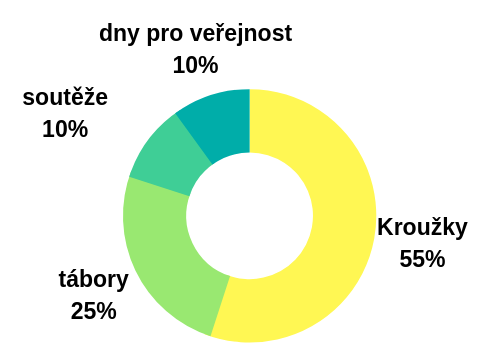 dny pro veřejnost
10%
soutěže
10%
Kroužky
55%
tábory
25%